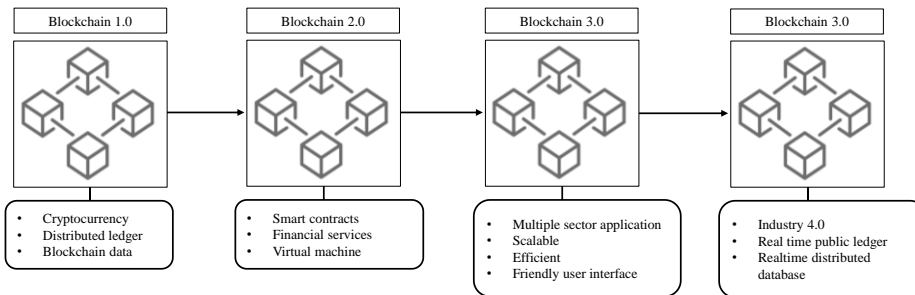 Blockchain 1.0
Blockchain 2.0
Blockchain 3.0
Blockchain 3.0
• Cryptocurrency
• Distributed ledger
• Blockchain data
• Smart contracts
• Financial services
• Virtual machine
• Multiple sector application
• Scalable
• Efficient
• Friendly user interface
• Industry 4.0
• Real time public ledger
• Realtime distributed
database